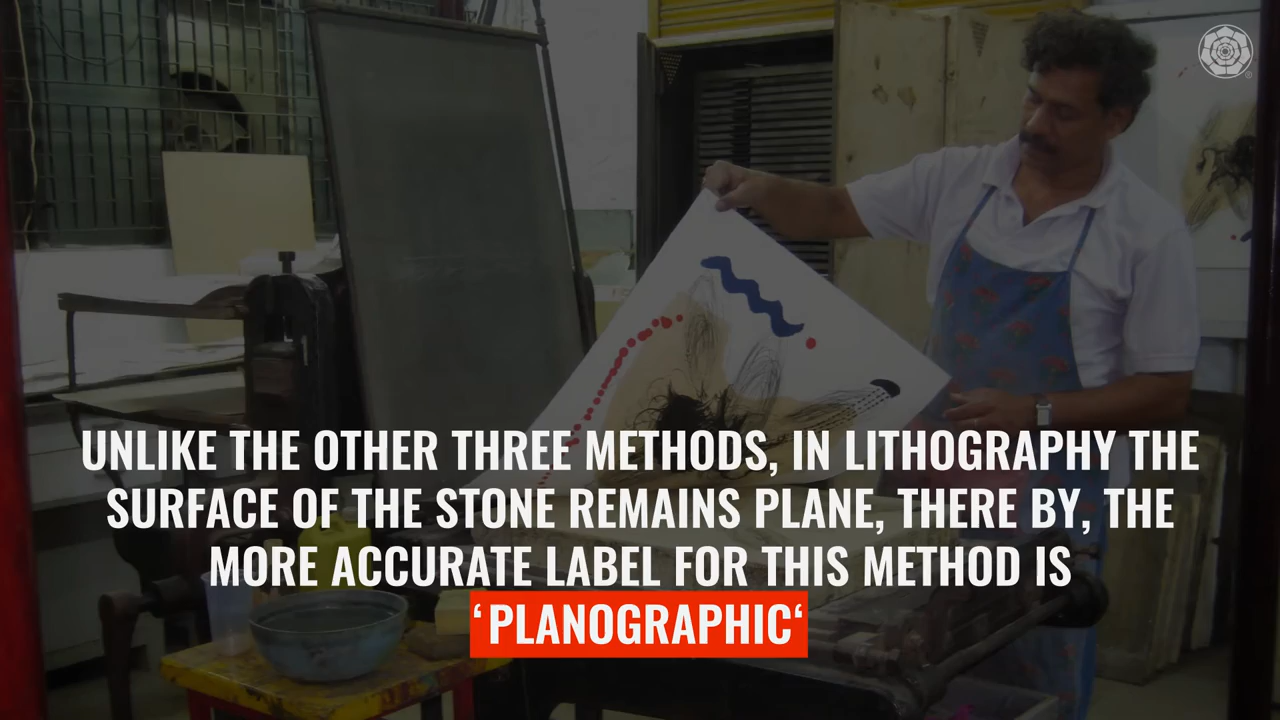 UNLIKE THE OTHER THREE METHODS, IN LITHOGRAPHY THE
SURFACE OF THE STONE REMAINS PLANE, THERE BY, THE
MORE ACCURATE LABEL FOR THIS METHOD IS
‘PLANOGRAPHIC‘
®